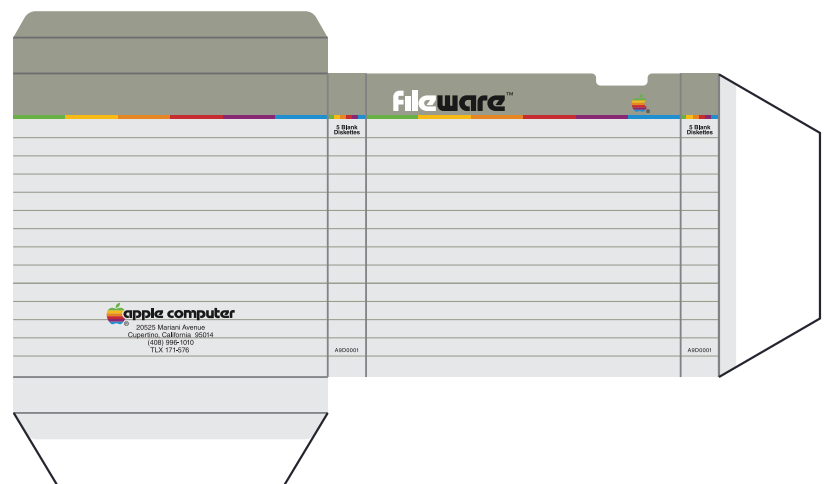 fileware™
5 Blank
Diskettes
5 Blank
Diskettes
®
apple computer
®
20525 Mariani Avenue
Cupertino, California 95014
(408) 996-1010
TLX 171-576
A9D0001
A9D0001